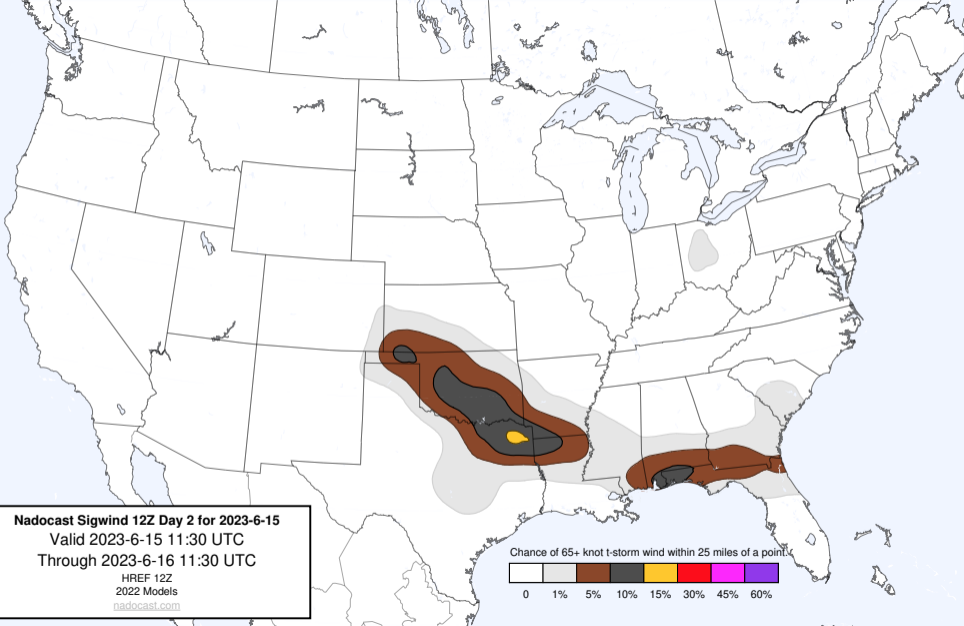 Nadocast Sigwind 12Z Day 2 for 2023-6-15
Valid 2023-6-15 11:30 UTC
Through 2023-6-16 11:30 UTC
HREF 12Z
2022 Models
nadocast.com
Chance of 65+ knot t-storm wind within 25 miles of a point.
0 1% 5% 10% 15% 30% 45% 60%